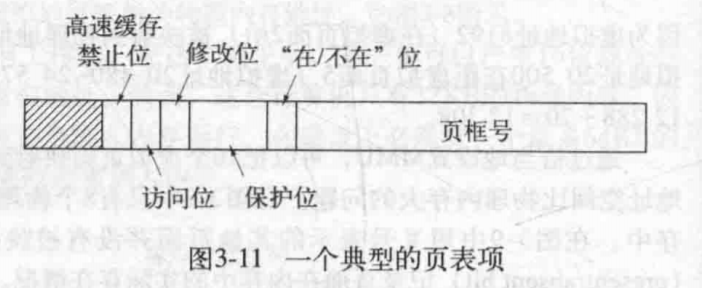 高速缓存
禁止位 修改位 “在/不在”位
页框号
访问位 保护位
图3-11 一个典型的页表项